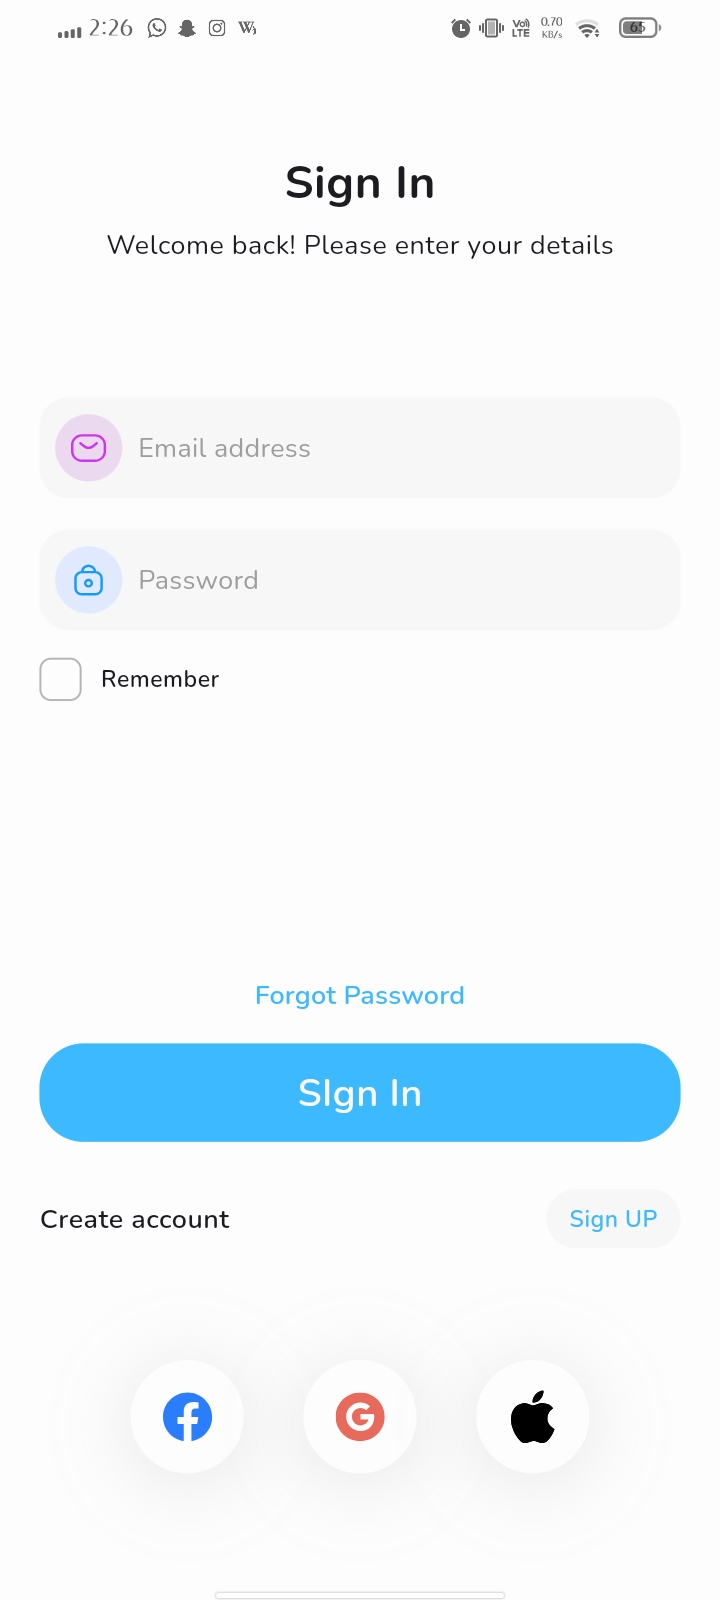 2:26
Vo)) LTE
0.70 KB/s
65
Sign In
Welcome back! Please enter your details
Email address
Password
Remember
Forgot Password
SIgn In
Create account
Sign UP